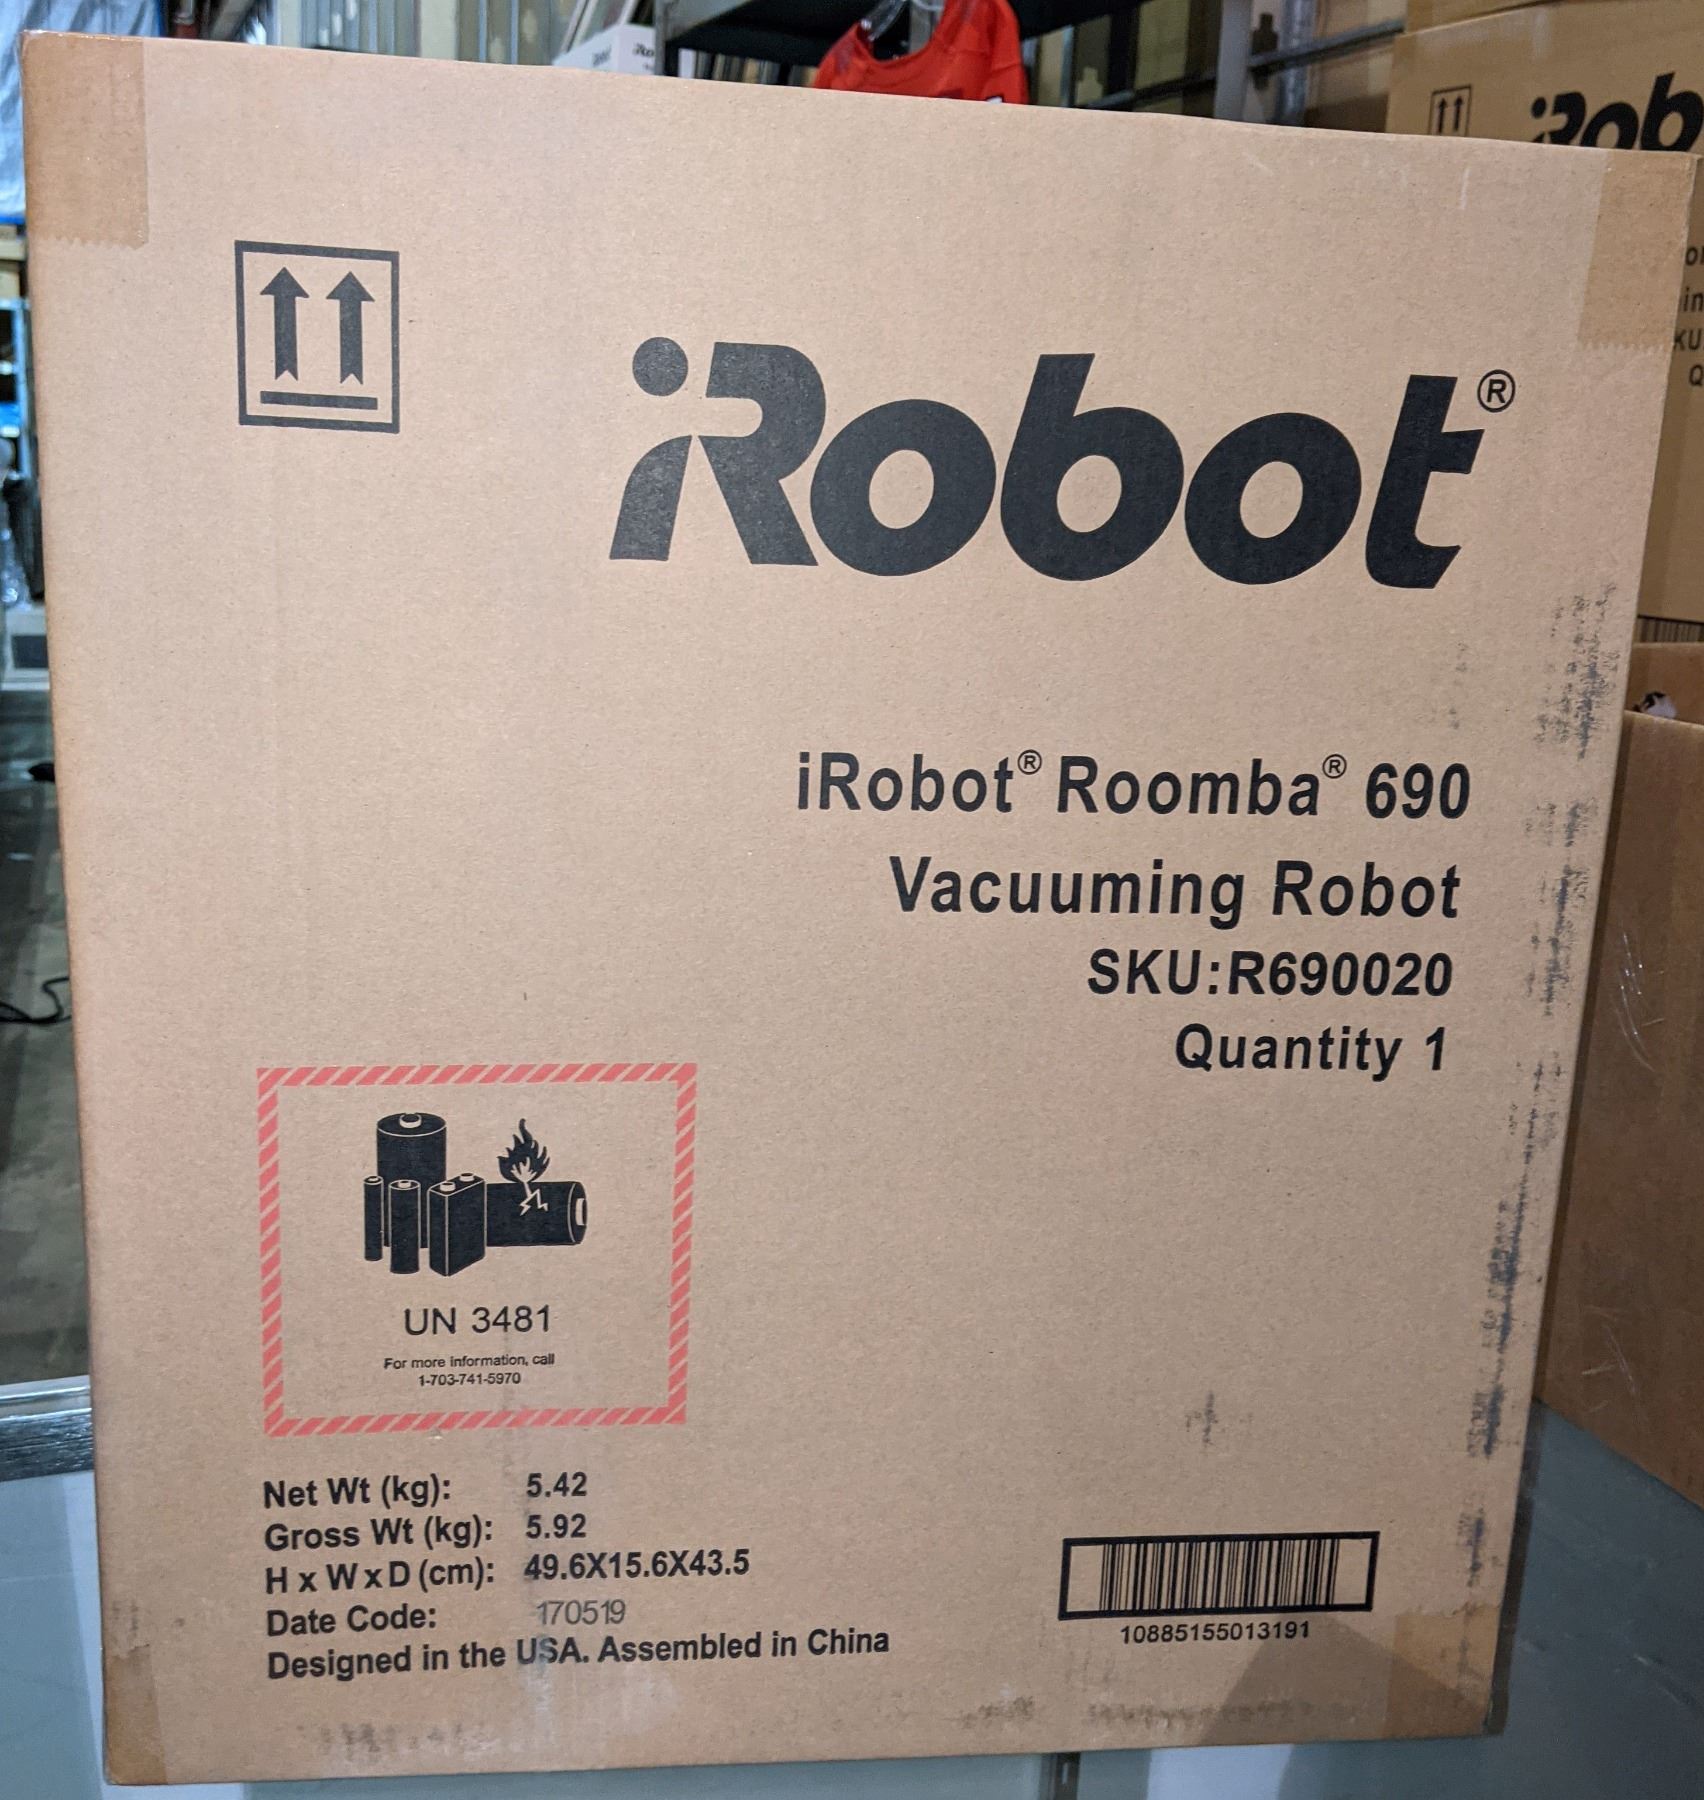 iRobot
iRob
iRobot®
iRobot® Roomba® 690
Vacuuming Robot
SKU:R690020
Quantity 1
UN 3481
For more information, call
1-703-741-5970
Net Wt (kg): 5.42
Gross Wt (kg): 5.92
H x W x D (cm): 49.6X15.6X43.5
Date Code: 170519
Designed in the USA. Assembled in China
10885155013191